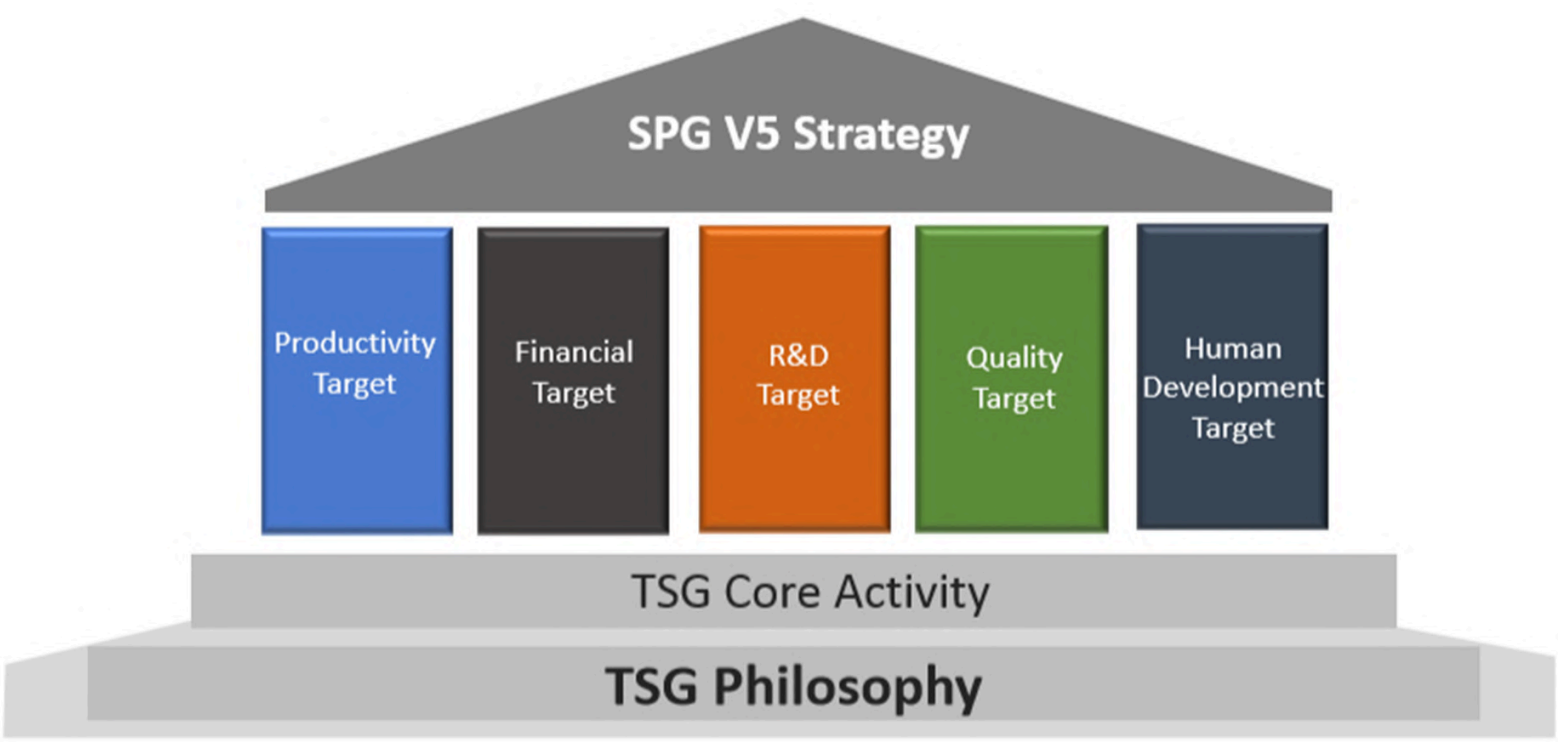 SPG V5 Strategy
Productivity
Target
Financial
Target
R&D
Target
Quality
Target
Human
Development
Target
TSG Core Activity
TSG Philosophy